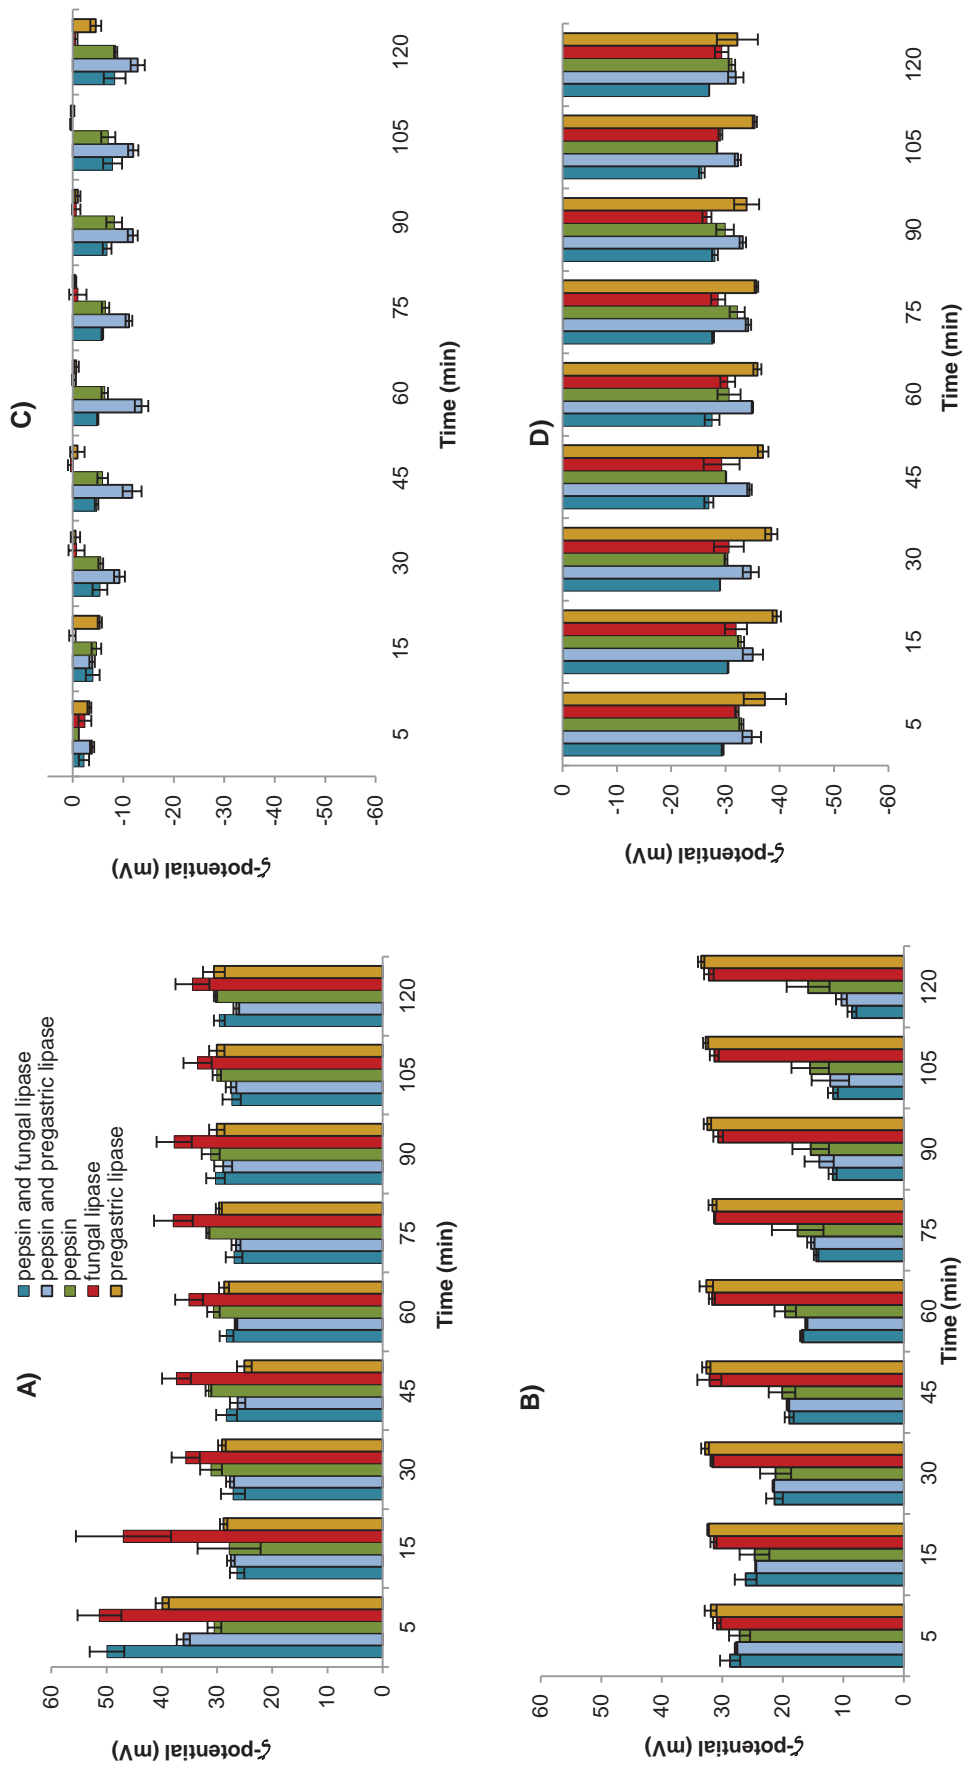 A)
pepsin and fungal lipase
pepsin and pregastric lipase
pepsin
fungal lipase
pregastric lipase
ζ-potential (mV)
60
50
40
30
20
10
0
5 15 30 45 60 75 90 105 120
Time (min)
B)
ζ-potential (mV)
60
50
40
30
20
10
0
5 15 30 45 60 75 90 105 120
Time (min)
C)
ζ-potential (mV)
0
-10
-20
-30
-40
-50
-60
5 15 30 45 60 75 90 105 120
Time (min)
D)
ζ-potential (mV)
0
-10
-20
-30
-40
-50
-60
5 15 30 45 60 75 90 105 120
Time (min)